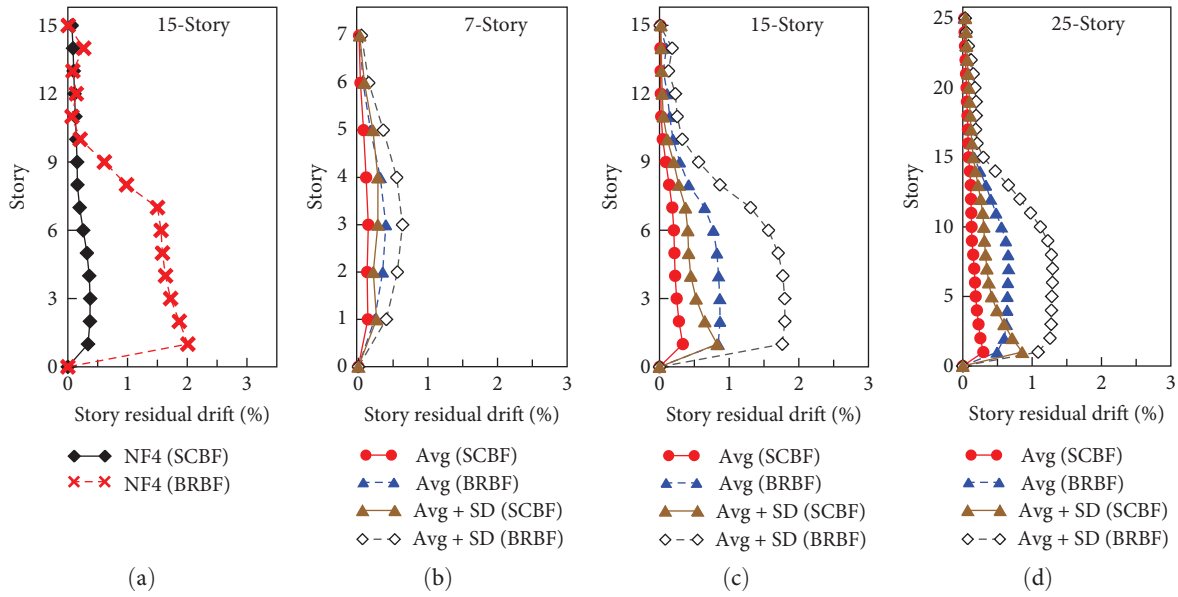 15-Story
15
12
9
6
3
0
Story
0 1 2 3
Story residual drift (%)
NF4 (SCBF)
NF4 (BRBF)
(a)
7-Story
7
6
5
4
3
2
1
0
Story
0 1 2 3
Story residual drift (%)
Avg (SCBF)
Avg (BRBF)
Avg + SD (SCBF)
Avg + SD (BRBF)
(b)
15-Story
15
12
9
6
3
0
Story
0 1 2 3
Story residual drift (%)
Avg (SCBF)
Avg (BRBF)
Avg + SD (SCBF)
Avg + SD (BRBF)
(c)
25-Story
25
20
15
10
5
0
Story
0 1 2 3
Story residual drift (%)
Avg (SCBF)
Avg (BRBF)
Avg + SD (SCBF)
Avg + SD (BRBF)
(d)